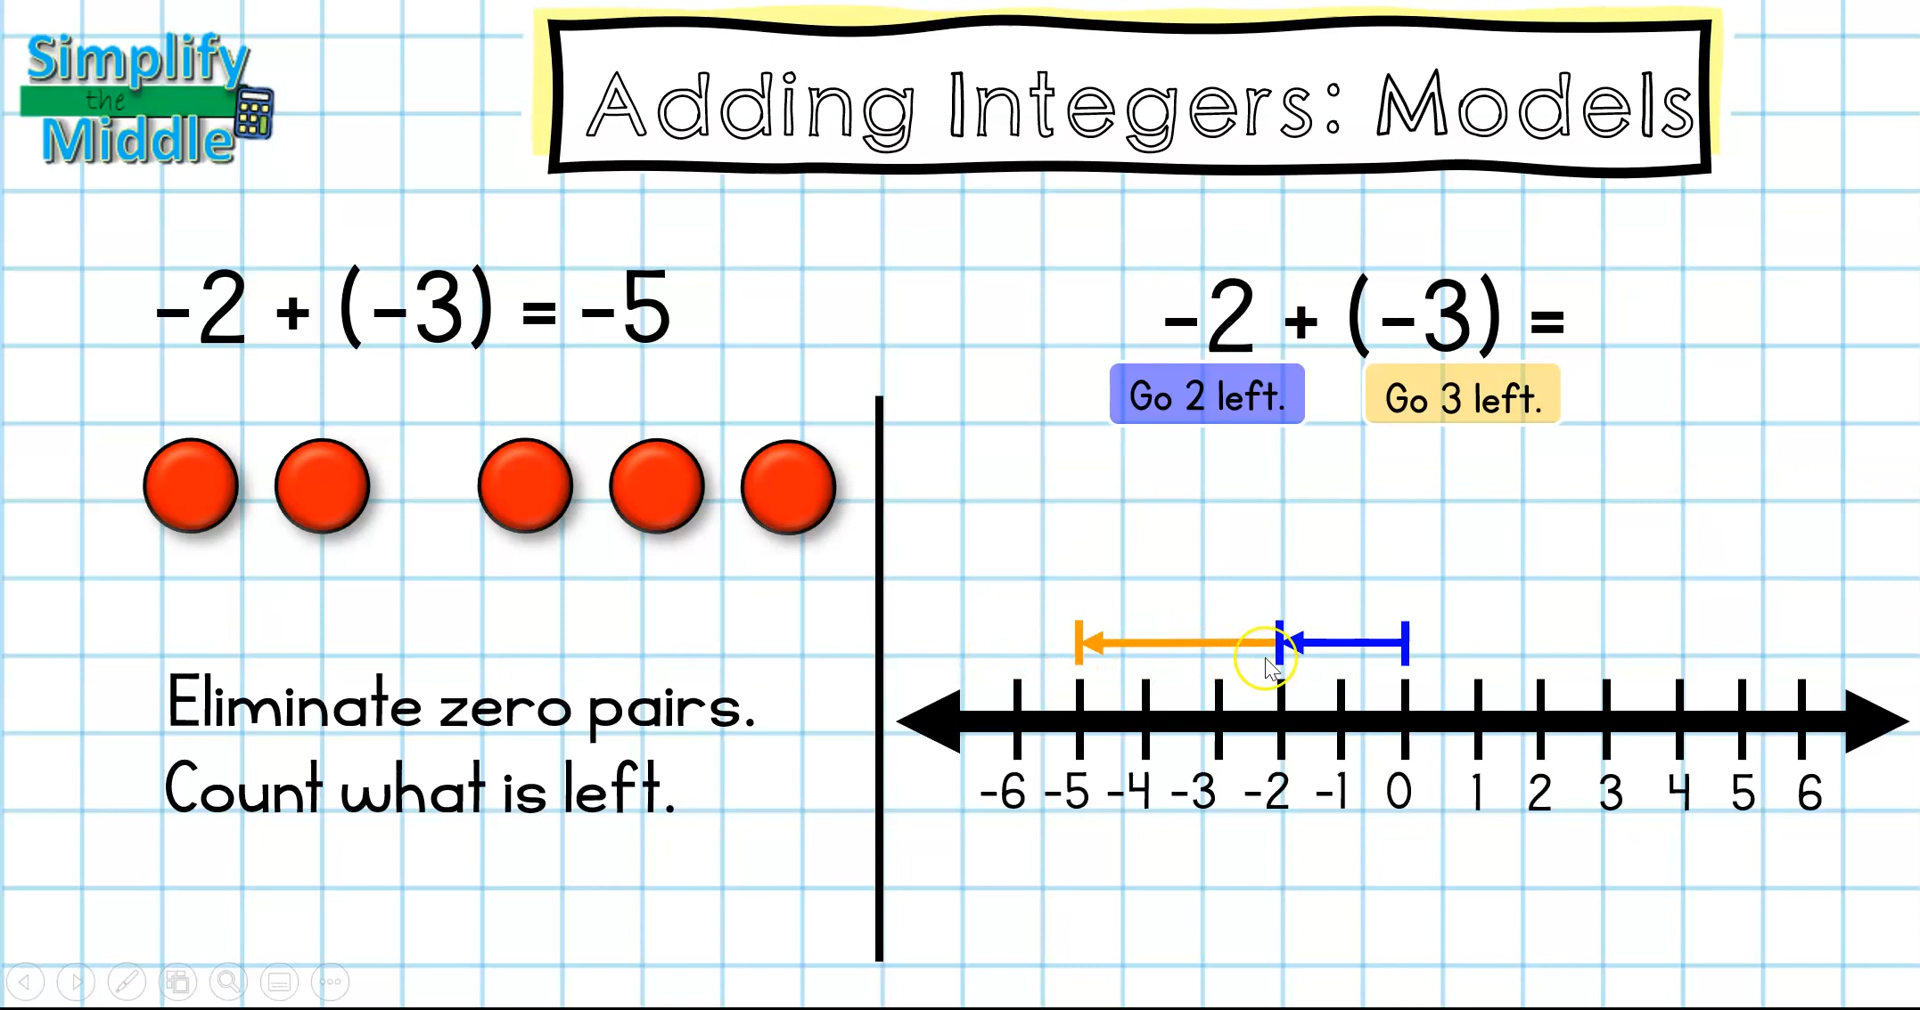 Simplify
the
Middle
Adding Integers: Models
-2 + (-3) = -5
Eliminate zero pairs.
Count what is left.
-2 + (-3) =
Go 2 left. Go 3 left.
-6 -5 -4 -3 -2 -1 0 1 2 3 4 5 6